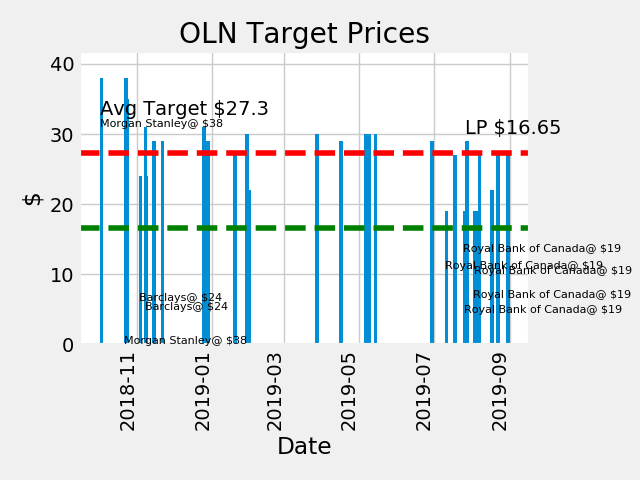 OLN Target Prices
40
Avg Target $27.3
Morgan Stanley@ $38
LP $16.65
30
20
$
Royal Bank of Canada@ $19
Royal Bank of Canada@ $19
Royal Bank of Canada@ $19
10
Barclays@ $24
Royal Bank of Canada@ $19
Barclays@ $24
Royal Bank of Canada@ $19
Morgan Stanley@ $38
0
2018-11
2019-01
2019-03
2019-05
2019-07
2019-09
Date